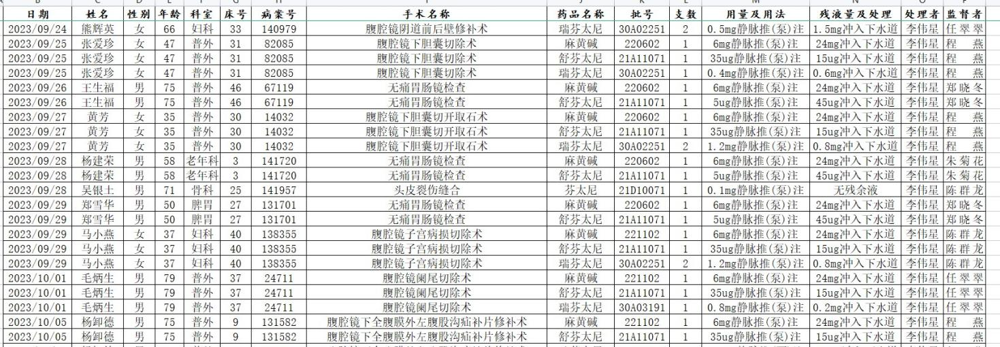 日期 姓名 性别 年龄 科室 床号 病案号 手术名称 药品名称 批号 支数 用量及用法 残液量及处理 处理者 监督者
2023/09/24 熊辉英 女 66 妇科 33 140979 腹腔镜阴道前后壁修补术 瑞芬太尼 30A02251 2 0.5mg静脉推(泵)注 1.5mg冲入下水道 李伟星 任翠翠
2023/09/25 张爱珍 女 47 普外 31 82085 腹腔镜下胆囊切除术 麻黄碱 220602 1 6mg静脉推(泵)注 24mg冲入下水道 李伟星 程 燕
2023/09/25 张爱珍 女 47 普外 31 82085 腹腔镜下胆囊切除术 舒芬太尼 21A11071 1 35ug静脉推(泵)注 15ug冲入下水道 李伟星 程 燕
2023/09/25 张爱珍 女 47 普外 31 82085 腹腔镜下胆囊切除术 瑞芬太尼 30A02251 1 0.4mg静脉推(泵)注 0.6mg冲入下水道 李伟星 程 燕
2023/09/26 王生福 男 75 普外 46 67119 无痛胃肠镜检查 麻黄碱 220602 1 6mg静脉推(泵)注 24mg冲入下水道 李伟星 郑晓冬
2023/09/26 王生福 男 75 普外 46 67119 无痛胃肠镜检查 舒芬太尼 21A11071 1 5ug静脉推(泵)注 45ug冲入下水道 李伟星 郑晓冬
2023/09/27 黄芳 女 35 普外 30 14032 腹腔镜下胆囊切开取石术 麻黄碱 220602 1 6mg静脉推(泵)注 24mg冲入下水道 李伟星 程 燕
2023/09/27 黄芳 女 35 普外 30 14032 腹腔镜下胆囊切开取石术 舒芬太尼 21A11071 1 35ug静脉推(泵)注 15ug冲入下水道 李伟星 程 燕
2023/09/27 黄芳 女 35 普外 30 14032 腹腔镜下胆囊切开取石术 瑞芬太尼 30A02251 2 1.2mg静脉推(泵)注 0.8mg冲入下水道 李伟星 程 燕
2023/09/28 杨建荣 男 58 老年科 3 141720 无痛胃肠镜检查 麻黄碱 220602 1 6mg静脉推(泵)注 24mg冲入下水道 李伟星 朱菊花
2023/09/28 杨建荣 男 58 老年科 3 141720 无痛胃肠镜检查 舒芬太尼 21A11071 1 5ug静脉推(泵)注 45ug冲入下水道 李伟星 朱菊花
2023/09/28 吴银土 男 71 骨科 25 141957 头皮裂伤缝合 芬太尼 21D10071 1 0.1mg静脉推(泵)注 无残余液 李伟星 陈群龙
2023/09/29 郑雪华 男 50 脾胃 27 131701 无痛胃肠镜检查 麻黄碱 220602 1 6mg静脉推(泵)注 24mg冲入下水道 李伟星 郑晓冬
2023/09/29 郑雪华 男 50 脾胃 27 131701 无痛胃肠镜检查 舒芬太尼 21A11071 1 5ug静脉推(泵)注 45ug冲入下水道 李伟星 郑晓冬
2023/09/29 马小燕 女 37 妇科 40 138355 腹腔镜子宫病损切除术 麻黄碱 220602 1 6mg静脉推(泵)注 24mg冲入下水道 李伟星 陈群龙
2023/09/29 马小燕 女 37 妇科 40 138355 腹腔镜子宫病损切除术 舒芬太尼 21A11071 1 35ug静脉推(泵)注 15ug冲入下水道 李伟星 陈群龙
2023/09/29 马小燕 女 37 妇科 40 138355 腹腔镜子宫病损切除术 瑞芬太尼 30A02251 2 1.2mg静脉推(泵)注 0.8mg冲入下水道 李伟星 陈群龙
2023/10/01 毛炳生 男 79 普外 37 24711 腹腔镜阑尾切除术 麻黄碱 221102 1 6mg静脉推(泵)注 24mg冲入下水道 李伟星 任翠翠
2023/10/01 毛炳生 男 79 普外 37 24711 腹腔镜阑尾切除术 舒芬太尼 21A11071 1 35ug静脉推(泵)注 15ug冲入下水道 李伟星 任翠翠
2023/10/01 毛炳生 男 79 普外 37 24711 腹腔镜阑尾切除术 瑞芬太尼 30A03191 1 0.8mg静脉推(泵)注 0.2mg冲入下水道 李伟星 任翠翠
2023/10/05 杨卸德 男 75 普外 9 131582 腹腔镜下全腹膜外左腹股沟疝补片修补术 麻黄碱 221102 1 6mg静脉推(泵)注 24mg冲入下水道 李伟星 程 燕
2023/10/05 杨卸德 男 75 普外 9 131582 腹腔镜下全腹膜外左腹股沟疝补片修补术 舒芬太尼 21A11071 1 35ug静脉推(泵)注 15ug冲入下水道 李伟星 程 燕